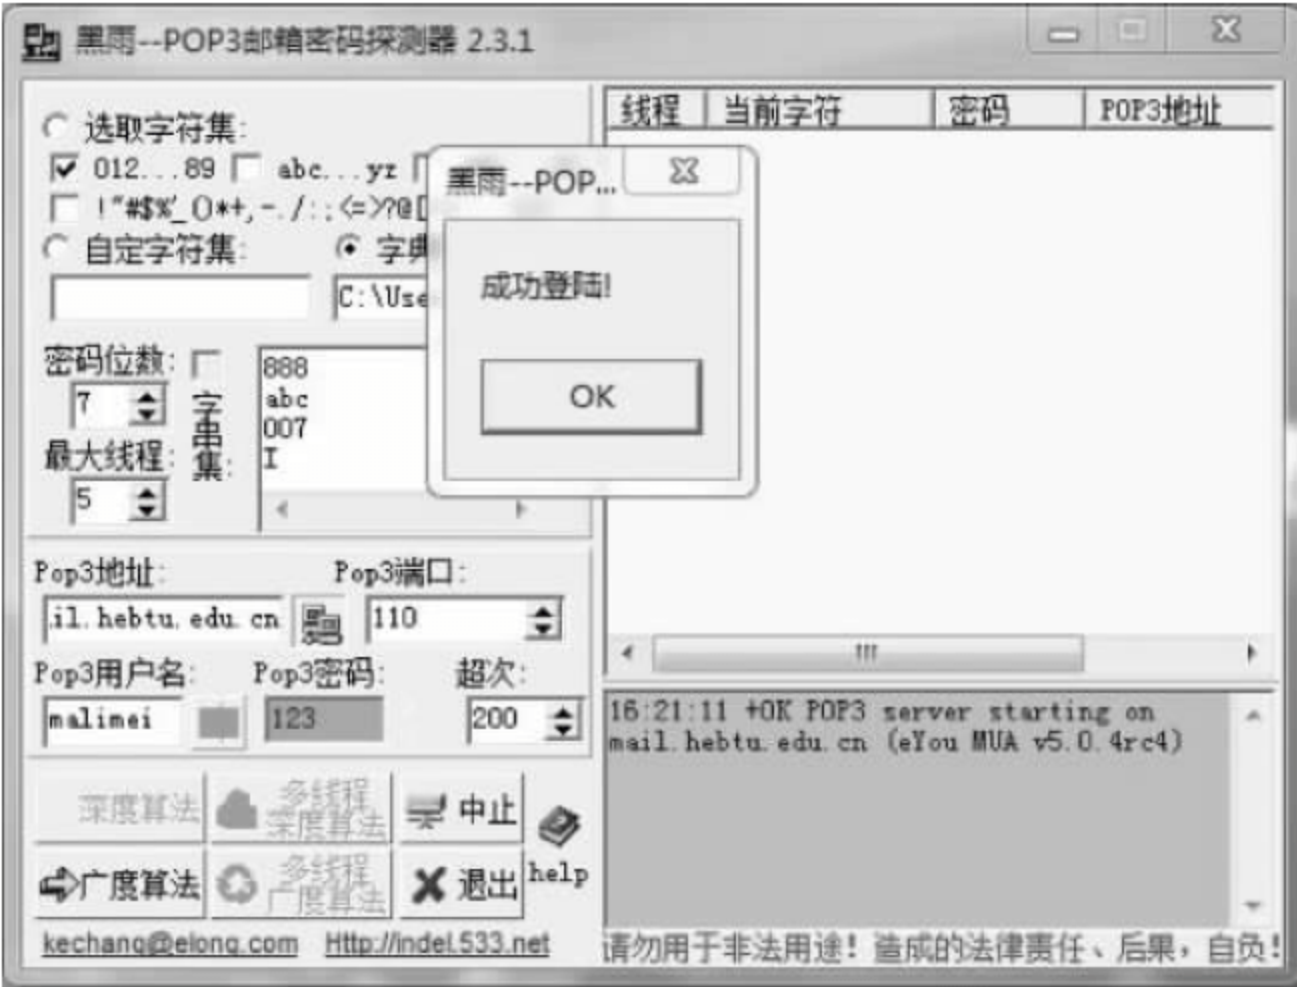 黑雨--POP3邮箱密码探测器 2.3.1
选取字符集:
012...89 abc...yz
自定字符集: 字典
C:\Use
密码位数:
7
最大线程:
5
字串集:
888
abc
007
I
线程 当前字符 密码 POP3地址
黑雨--POP...
成功登陆!
OK
Pop3地址: Pop3端口:
il.hebtu.edu.cn 110
Pop3用户名: Pop3密码: 超次:
malimei 123 200
16:21:11 +OK POP3 server starting on
mail.hebtu.edu.cn (eYou MUA v5.0.4rc4)
深度算法 多线程深度算法 中止
广度算法 多线程广度算法 退出 help
kechang@elong.com Http://indel.533.net
请勿用于非法用途! 造成的法律责任、后果，自负!